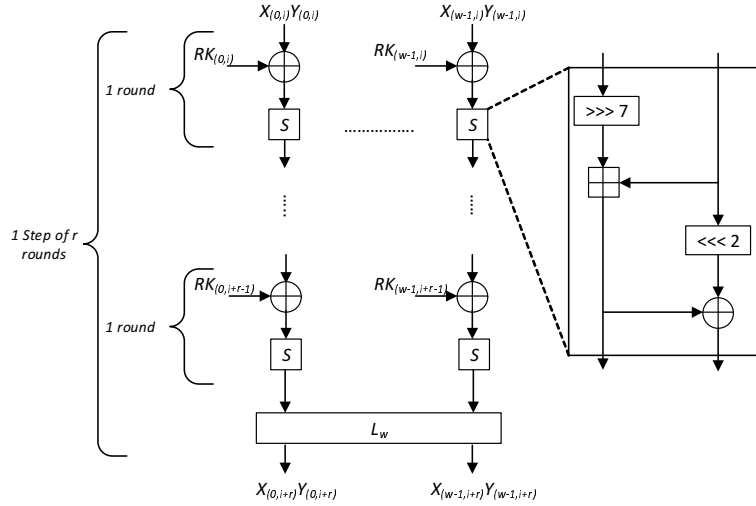 X(0,i)Y(0,i)
X(w-1,i)Y(w-1,i)
RK(0,i)
RK(w-1,i)
1 round
S
................
S
>>> 7
<<< 2
1 Step of r
rounds
.....
.....
RK(0,i+r-1)
RK(w-1,i+r-1)
1 round
S
S
Lw
X(0,i+r)Y(0,i+r)
X(w-1,i+r)Y(w-1,i+r)